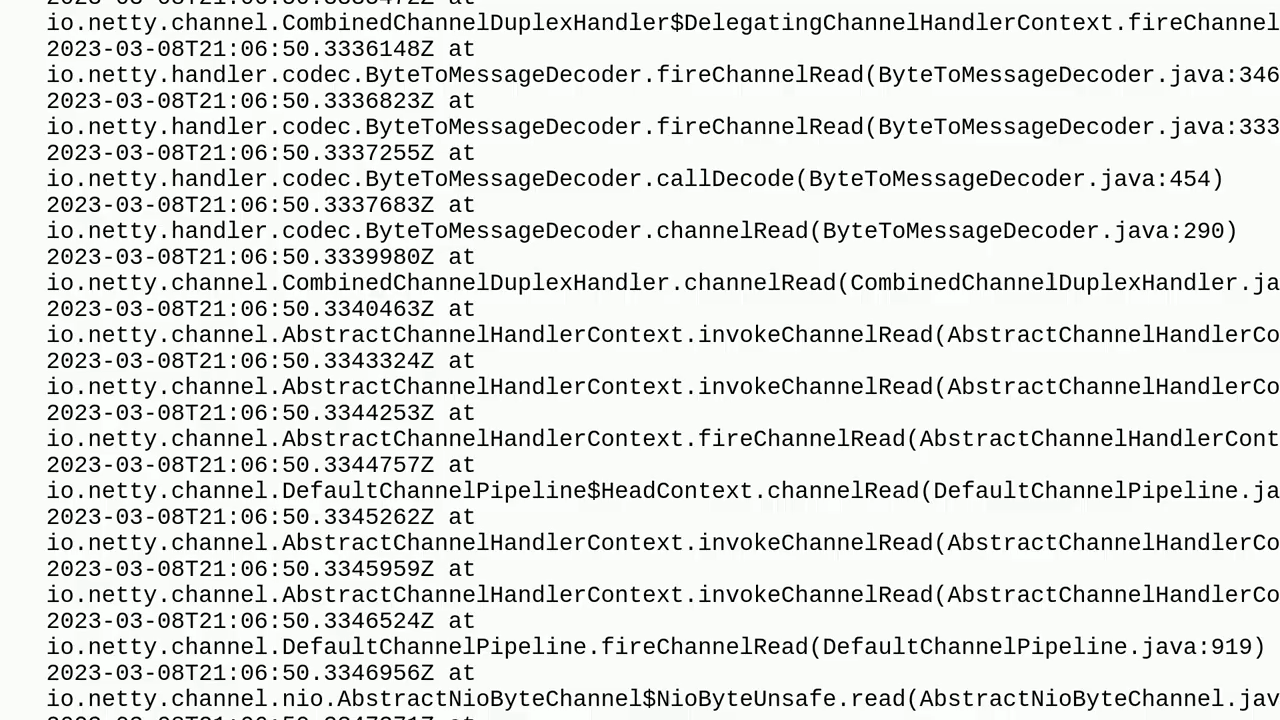 io.netty.channel.CombinedChannelDuplexHandler$DelegatingChannelHandlerContext.fireChannel
2023-03-08T21:06:50.3336148Z at
io.netty.handler.codec.ByteToMessageDecoder.fireChannelRead(ByteToMessageDecoder.java:346
2023-03-08T21:06:50.3336823Z at
io.netty.handler.codec.ByteToMessageDecoder.fireChannelRead(ByteToMessageDecoder.java:333
2023-03-08T21:06:50.3337255Z at
io.netty.handler.codec.ByteToMessageDecoder.callDecode(ByteToMessageDecoder.java:454)
2023-03-08T21:06:50.3337683Z at
io.netty.handler.codec.ByteToMessageDecoder.channelRead(ByteToMessageDecoder.java:290)
2023-03-08T21:06:50.3339980Z at
io.netty.channel.CombinedChannelDuplexHandler.channelRead(CombinedChannelDuplexHandler.ja
2023-03-08T21:06:50.3340463Z at
io.netty.channel.AbstractChannelHandlerContext.invokeChannelRead(AbstractChannelHandlerCo
2023-03-08T21:06:50.3343324Z at
io.netty.channel.AbstractChannelHandlerContext.invokeChannelRead(AbstractChannelHandlerCo
2023-03-08T21:06:50.3344253Z at
io.netty.channel.AbstractChannelHandlerContext.fireChannelRead(AbstractChannelHandlerCont
2023-03-08T21:06:50.3344757Z at
io.netty.channel.DefaultChannelPipeline$HeadContext.channelRead(DefaultChannelPipeline.ja
2023-03-08T21:06:50.3345262Z at
io.netty.channel.AbstractChannelHandlerContext.invokeChannelRead(AbstractChannelHandlerCo
2023-03-08T21:06:50.3345959Z at
io.netty.channel.AbstractChannelHandlerContext.invokeChannelRead(AbstractChannelHandlerCo
2023-03-08T21:06:50.3346524Z at
io.netty.channel.DefaultChannelPipeline.fireChannelRead(DefaultChannelPipeline.java:919)
2023-03-08T21:06:50.3346956Z at
io.netty.channel.nio.AbstractNioByteChannel$NioByteUnsafe.read(AbstractNioByteChannel.jav